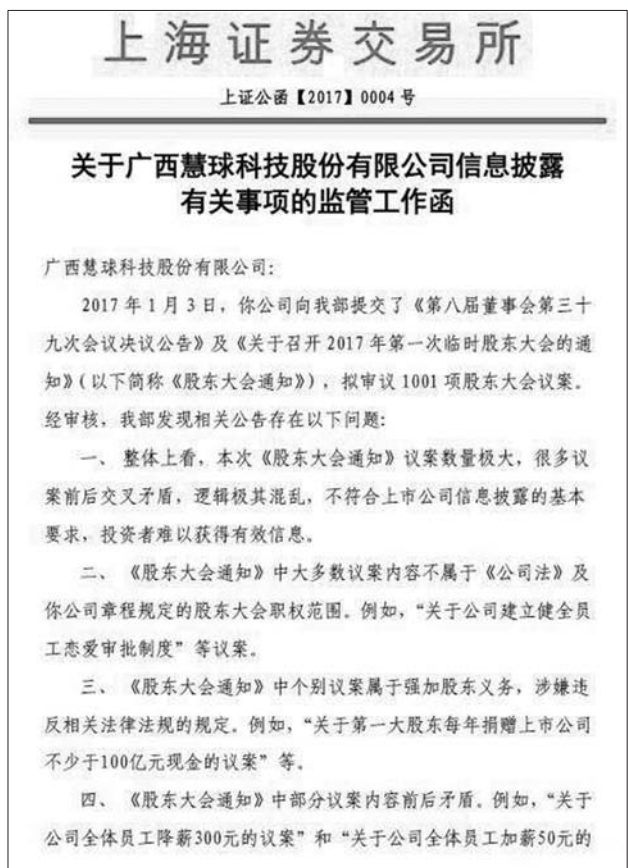 上海证券交易所
上证公函【2017】0004号
关于广西慧球科技股份有限公司信息披露
有关事项的监管工作函
广西慧球科技股份有限公司：
2017年1月3日，你公司向我部提交了《第八届董事会第三十
九次会议决议公告》及《关于召开2017年第一次临时股东大会的通
知》（以下简称《股东大会通知》），拟审议1001项股东大会议案。
经审核，我部发现相关公告存在以下问题：
一、 整体上看，本次《股东大会通知》议案数量极大，很多议
案前后交叉矛盾，逻辑极其混乱，不符合上市公司信息披露的基本
要求，投资者难以获得有效信息。
二、 《股东大会通知》中大多数议案内容不属于《公司法》及
你公司章程规定的股东大会职权范围。例如，“关于公司建立健全员
工恋爱审批制度”等议案。
三、 《股东大会通知》中个别议案属于强加股东义务，涉嫌违
反相关法律法规的规定。例如，“关于第一大股东每年捐赠上市公司
不少于100亿元现金的议案”等。
四、 《股东大会通知》中部分议案内容前后矛盾。例如，“关于
公司全体员工降薪300元的议案”和“关于公司全体员工加薪50元的